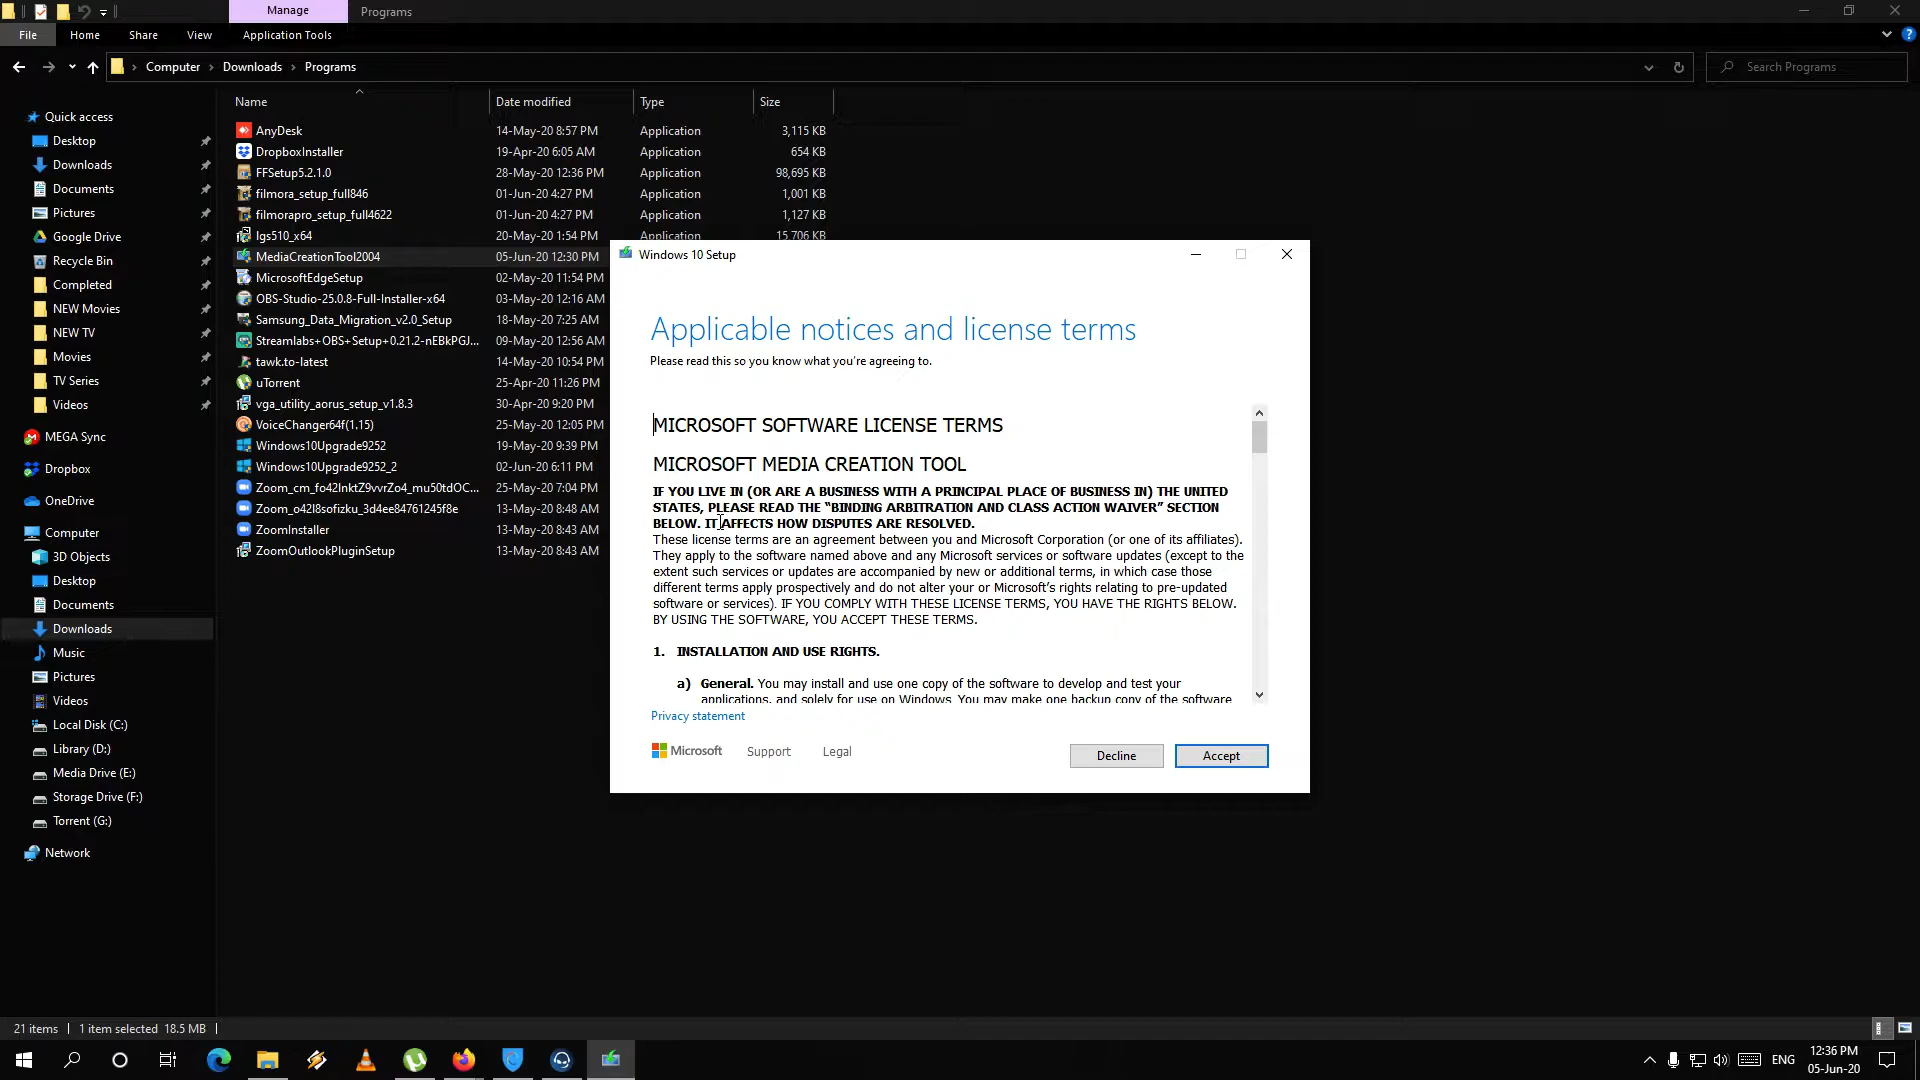 Manage
Programs
File
Home
Share
View
Application Tools
Computer
Downloads
Programs
Search Programs
Name
Date modified
Type
Size
Quick access
Desktop
Downloads
Documents
Pictures
Google Drive
Recycle Bin
Completed
NEW Movies
NEW TV
Movies
TV Series
Videos
MEGA Sync
Dropbox
OneDrive
Computer
3D Objects
Desktop
Documents
Downloads
Music
Pictures
Videos
Local Disk (C:)
Library (D:)
Media Drive (E:)
Storage Drive (F:)
Torrent (G:)
Network
AnyDesk 14-May-20 8:57 PM Application 3,115 KB
DropboxInstaller 19-Apr-20 6:05 AM Application 654 KB
FFSetup5.2.1.0 28-May-20 12:36 PM Application 98,695 KB
filmora_setup_full846 01-Jun-20 4:27 PM Application 1,001 KB
filmorapro_setup_full4622 01-Jun-20 4:27 PM Application 1,127 KB
lgs510_x64 20-May-20 1:54 PM Application 15,706 KB
MediaCreationTool2004 05-Jun-20 12:30 PM
MicrosoftEdgeSetup 02-May-20 11:54 PM
OBS-Studio-25.0.8-Full-Installer-x64 03-May-20 12:16 AM
Samsung_Data_Migration_v2.0_Setup 18-May-20 7:25 AM
Streamlabs+OBS+Setup+0.21.2-nEBkPGJ... 09-May-20 12:56 AM
tawk.to-latest 14-May-20 10:54 PM
uTorrent 25-Apr-20 11:26 PM
vga_utility_aorus_setup_v1.8.3 30-Apr-20 9:20 PM
VoiceChanger64f(1.15) 25-May-20 12:05 PM
Windows10Upgrade9252 19-May-20 9:39 PM
Windows10Upgrade9252_2 02-Jun-20 6:11 PM
Zoom_cm_fo42lnktZ9vvrZo4_mu50tdOC... 25-May-20 7:04 PM
Zoom_o42l8sofizku_3d4ee84761245f8e 13-May-20 8:48 AM
ZoomInstaller 13-May-20 8:43 AM
ZoomOutlookPluginSetup 13-May-20 8:43 AM
Windows 10 Setup
Applicable notices and license terms
Please read this so you know what you're agreeing to.
MICROSOFT SOFTWARE LICENSE TERMS
MICROSOFT MEDIA CREATION TOOL
IF YOU LIVE IN (OR ARE A BUSINESS WITH A PRINCIPAL PLACE OF BUSINESS IN) THE UNITED
STATES, PLEASE READ THE “BINDING ARBITRATION AND CLASS ACTION WAIVER” SECTION
BELOW. IT AFFECTS HOW DISPUTES ARE RESOLVED.
These license terms are an agreement between you and Microsoft Corporation (or one of its affiliates).
They apply to the software named above and any Microsoft services or software updates (except to the
extent such services or updates are accompanied by new or additional terms, in which case those
different terms apply prospectively and do not alter your or Microsoft’s rights relating to pre-updated
software or services). IF YOU COMPLY WITH THESE LICENSE TERMS, YOU HAVE THE RIGHTS BELOW.
BY USING THE SOFTWARE, YOU ACCEPT THESE TERMS.
1. INSTALLATION AND USE RIGHTS.
a) General. You may install and use one copy of the software to develop and test your
applications, and solely for use on Windows. You may make one backup copy of the software
Privacy statement
Microsoft
Support
Legal
Decline
Accept
21 items
1 item selected 18.5 MB
ENG
12:36 PM
05-Jun-20